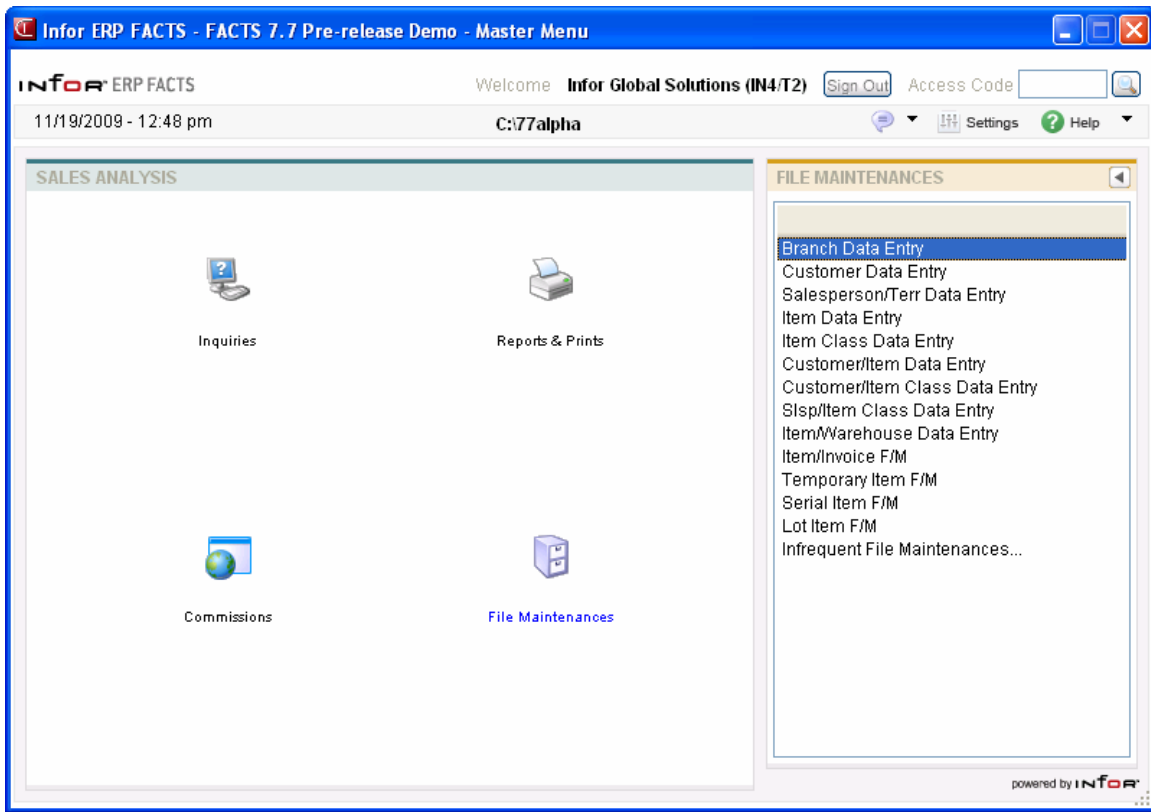 Infor ERP FACTS - FACTS 7.7 Pre-release Demo - Master Menu
infor ERP FACTS Welcome Infor Global Solutions (IN4/T2) Sign Out Access Code
11/19/2009 - 12:48 pm C:\77alpha Settings Help
SALES ANALYSIS
Inquiries
Reports & Prints
Commissions
File Maintenances
FILE MAINTENANCES
Branch Data Entry
Customer Data Entry
Salesperson/Terr Data Entry
Item Data Entry
Item Class Data Entry
Customer/Item Data Entry
Customer/Item Class Data Entry
Slsp/Item Class Data Entry
Item/Warehouse Data Entry
Item/Invoice F/M
Temporary Item F/M
Serial Item F/M
Lot Item F/M
Infrequent File Maintenances...
powered by infor